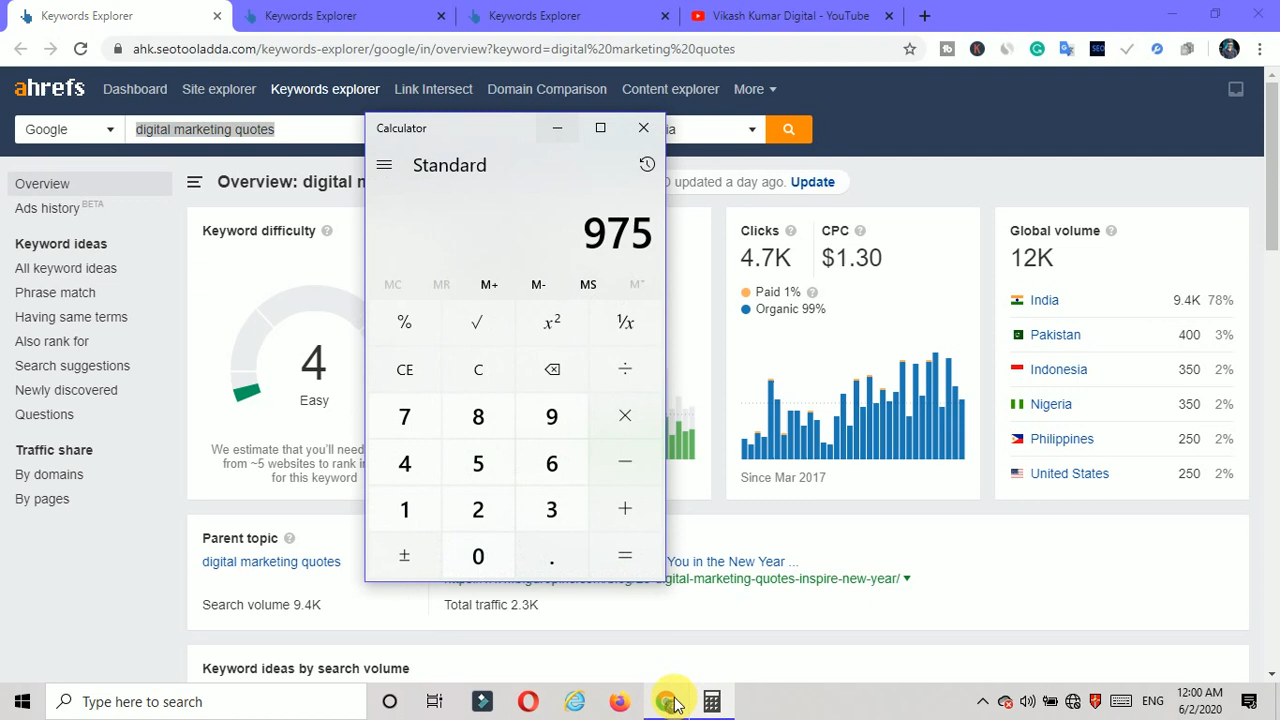 Keywords Explorer
Keywords Explorer
Keywords Explorer
Vikash Kumar Digital - YouTube
ahk.seotooladda.com/keywords-explorer/google/in/overview?keyword=digital%20marketing%20quotes
ahrefs
Dashboard
Site explorer
Keywords explorer
Link Intersect
Domain Comparison
Content explorer
More
Google
digital marketing quotes
Calculator
Standard
975
MC MR M+ M- MS M˅
% √ x² ¹/x
CE C ÷
7 8 9 ×
4 5 6 −
1 2 3 +
± 0 . =
Overview
Ads history BETA
Keyword ideas
All keyword ideas
Phrase match
Having same terms
Also rank for
Search suggestions
Newly discovered
Questions
Traffic share
By domains
By pages
Overview: digital m
updated a day ago. Update
Keyword difficulty
4
Easy
We estimate that you'll need
from ~5 websites to rank in
for this keyword
Clicks
4.7K
CPC
$1.30
Paid 1%
Organic 99%
Since Mar 2017
Global volume
12K
India 9.4K 78%
Pakistan 400 3%
Indonesia 350 2%
Nigeria 350 2%
Philippines 250 2%
United States 250 2%
Parent topic
digital marketing quotes
Search volume 9.4K
You in the New Year ...
digital-marketing-quotes-inspire-new-year/
Total traffic 2.3K
Keyword ideas by search volume
Type here to search
ENG
12:00 AM
6/2/2020